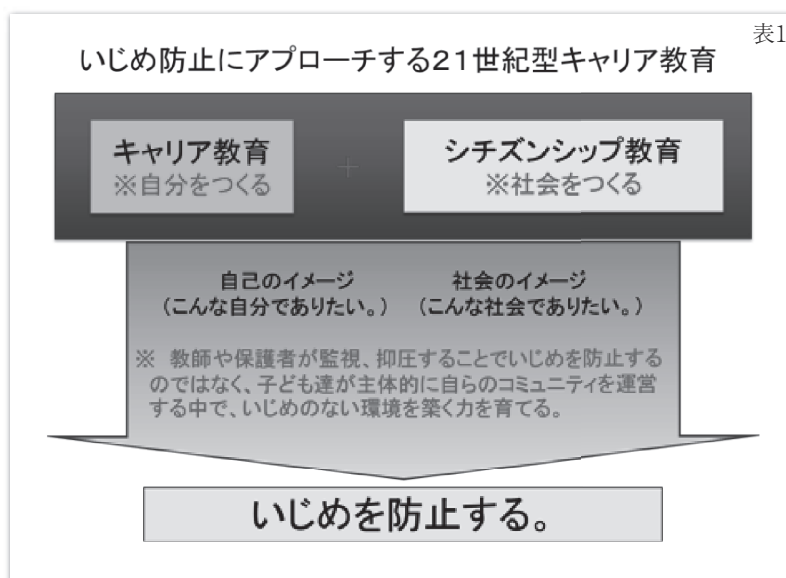 表1
いじめ防止にアプローチする21世紀型キャリア教育
キャリア教育
※自分をつくる
+
シチズンシップ教育
※社会をつくる
自己のイメージ
(こんな自分でありたい。)
社会のイメージ
(こんな社会でありたい。)
※ 教師や保護者が監視、抑圧することでいじめを防止する
のではなく、子ども達が主体的に自らのコミュニティを運営
する中で、いじめのない環境を築く力を育てる。
いじめを防止する。